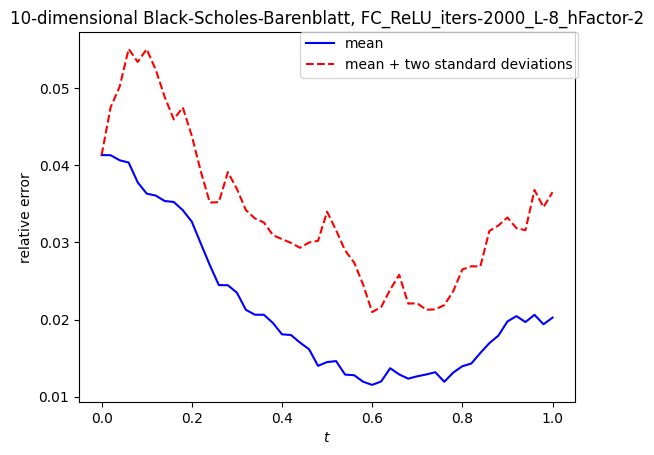 10-dimensional Black-Scholes-Barenblatt, FC_ReLU_iters-2000_L-8_hFactor-2
mean
mean + two standard deviations
0.05
0.04
0.03
0.02
0.01
relative error
0.0 0.2 0.4 0.6 0.8 1.0
t